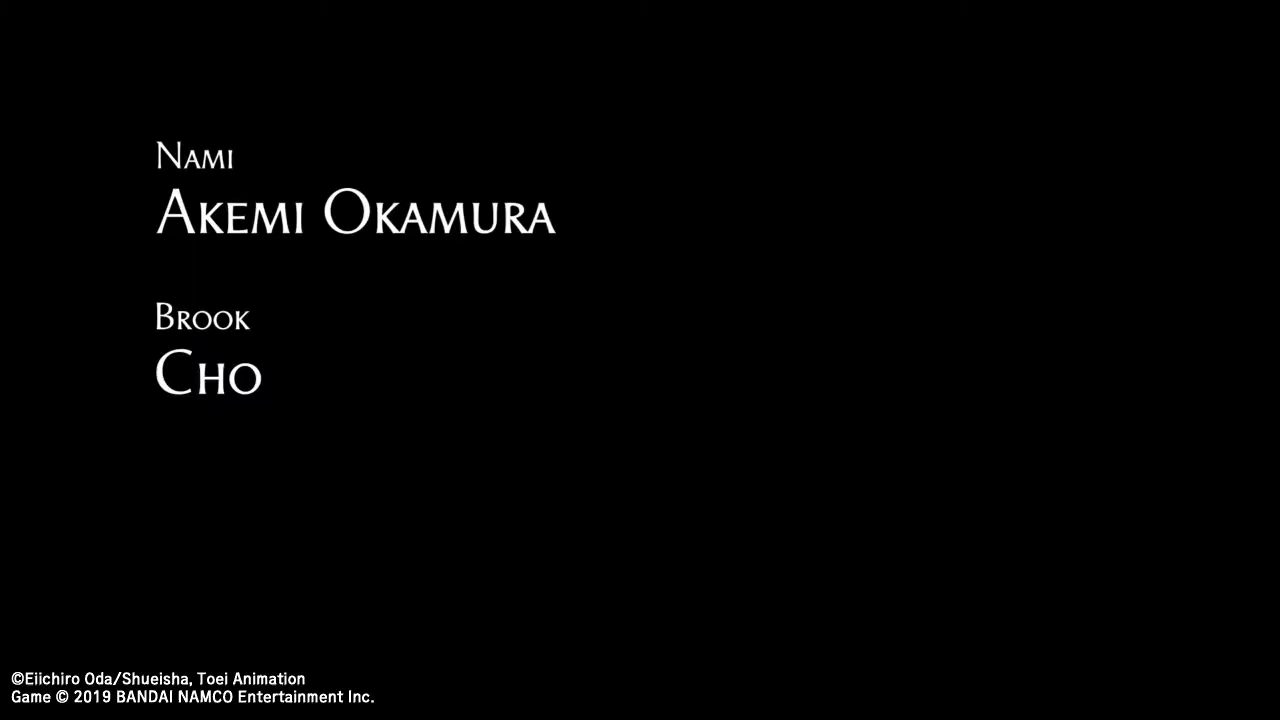 Nami
Akemi Okamura
Brook
Cho
©Eiichiro Oda/Shueisha, Toei Animation
Game © 2019 BANDAI NAMCO Entertainment Inc.